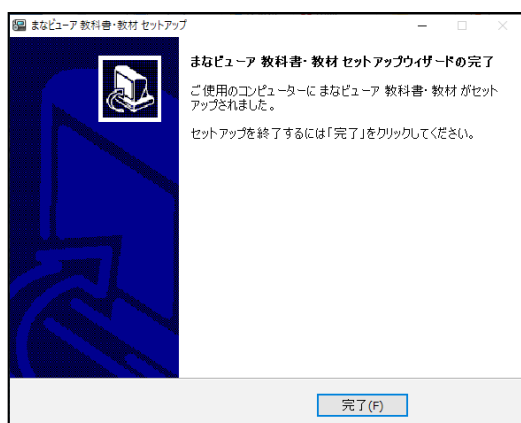 まなビューア 教科書・教材 セットアップ
まなビューア 教科書・教材 セットアップウィザードの完了
ご使用のコンピューターに まなビューア 教科書・教材 がセット
アップされました。
セットアップを終了するには「完了」をクリックしてください。
完了(F)